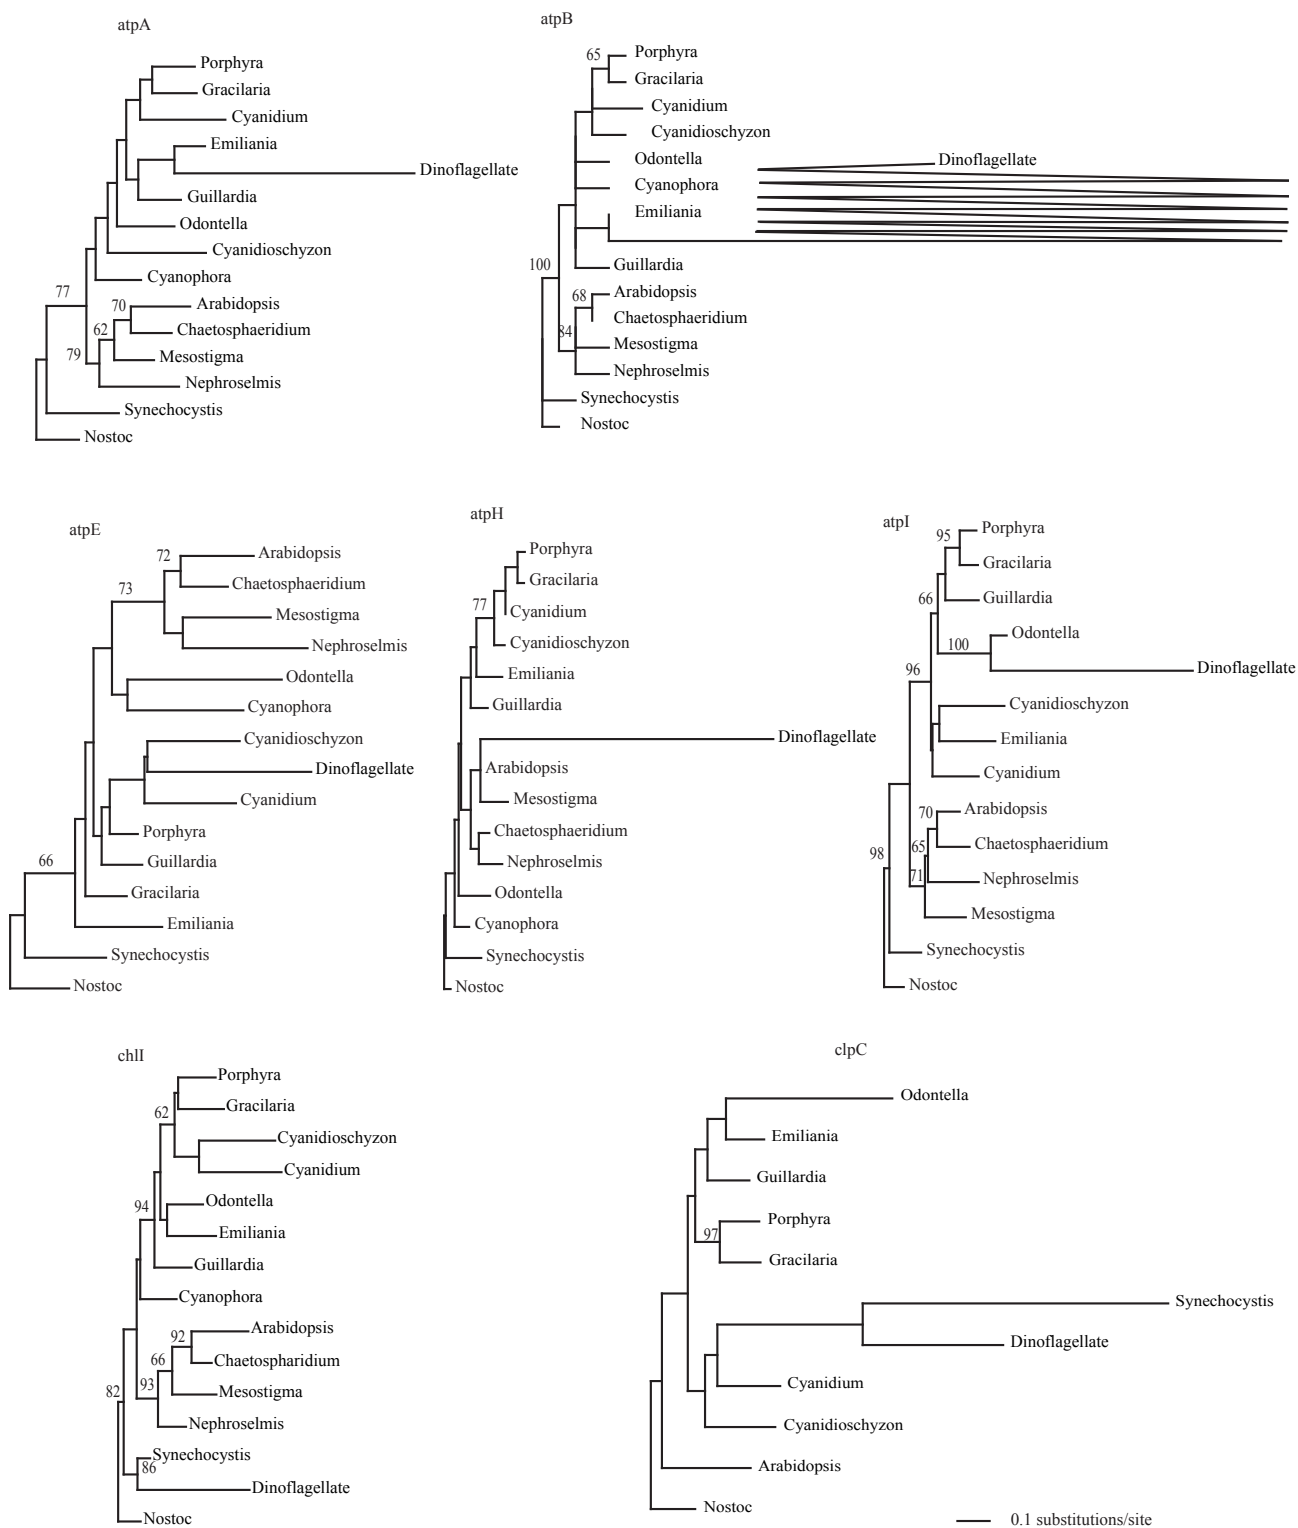 atpA
Porphyra
Gracilaria
Cyanidium
Emiliania
Dinoflagellate
Guillardia
Odontella
Cyanidioschyzon
Cyanophora
77
70
Arabidopsis
Chaetosphaeridium
62
Mesostigma
79
Nephroselmis
Synechocystis
Nostoc
atpB
65
Porphyra
Gracilaria
Cyanidium
Cyanidioschyzon
Odontella
Dinoflagellate
Cyanophora
Emiliania
100
Guillardia
68
Arabidopsis
Chaetosphaeridium
84
Mesostigma
Nephroselmis
Synechocystis
Nostoc
atpE
72
Arabidopsis
73
Chaetosphaeridium
Mesostigma
Nephroselmis
Odontella
Cyanophora
Cyanidioschyzon
Dinoflagellate
Cyanidium
Porphyra
66
Guillardia
Gracilaria
Emiliania
Synechocystis
Nostoc
atpH
Porphyra
Gracilaria
77
Cyanidium
Cyanidioschyzon
Emiliania
Guillardia
Dinoflagellate
Arabidopsis
Mesostigma
Chaetosphaeridium
Nephroselmis
Odontella
Cyanophora
Synechocystis
Nostoc
atpI
95
Porphyra
Gracilaria
66
Guillardia
Odontella
100
96
Dinoflagellate
Cyanidioschyzon
Emiliania
Cyanidium
70
Arabidopsis
65
Chaetosphaeridium
98
71
Nephroselmis
Mesostigma
Synechocystis
Nostoc
chlI
Porphyra
62
Gracilaria
Cyanidioschyzon
Cyanidium
94
Odontella
Emiliania
Guillardia
Cyanophora
92
Arabidopsis
66
Chaetospharidium
82
93
Mesostigma
Nephroselmis
Synechocystis
86
Dinoflagellate
Nostoc
clpC
Odontella
Emiliania
Guillardia
Porphyra
97
Gracilaria
Synechocystis
Dinoflagellate
Cyanidium
Cyanidioschyzon
Arabidopsis
Nostoc
0.1 substitutions/site